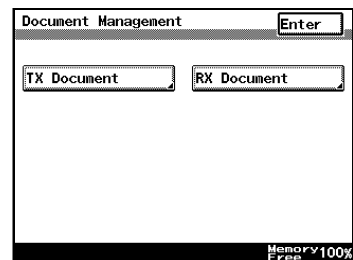 Document Management
Enter
TX Document
RX Document
Memory Free 100%